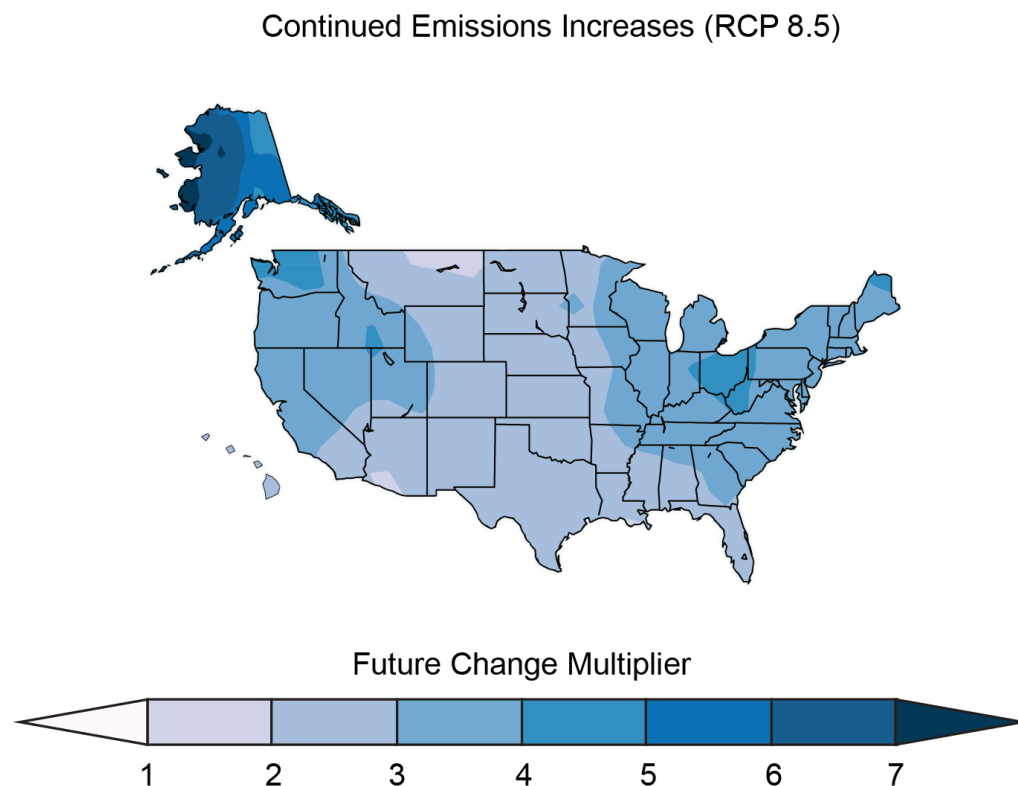 Continued Emissions Increases (RCP 8.5)
Future Change Multiplier
1 2 3 4 5 6 7